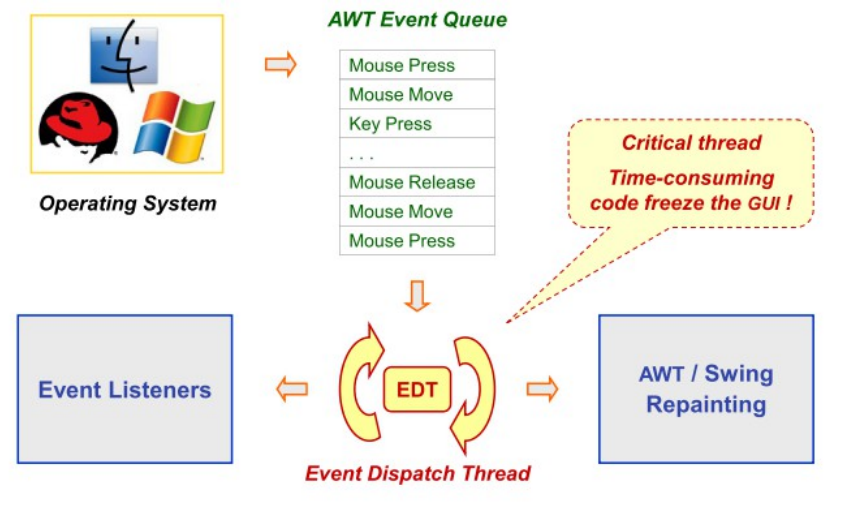 AWT Event Queue
Mouse Press
Mouse Move
Key Press
. . .
Mouse Release
Mouse Move
Mouse Press
Operating System
Critical thread
Time-consuming
code freeze the GUI !
Event Listeners
EDT
AWT / Swing
Repainting
Event Dispatch Thread